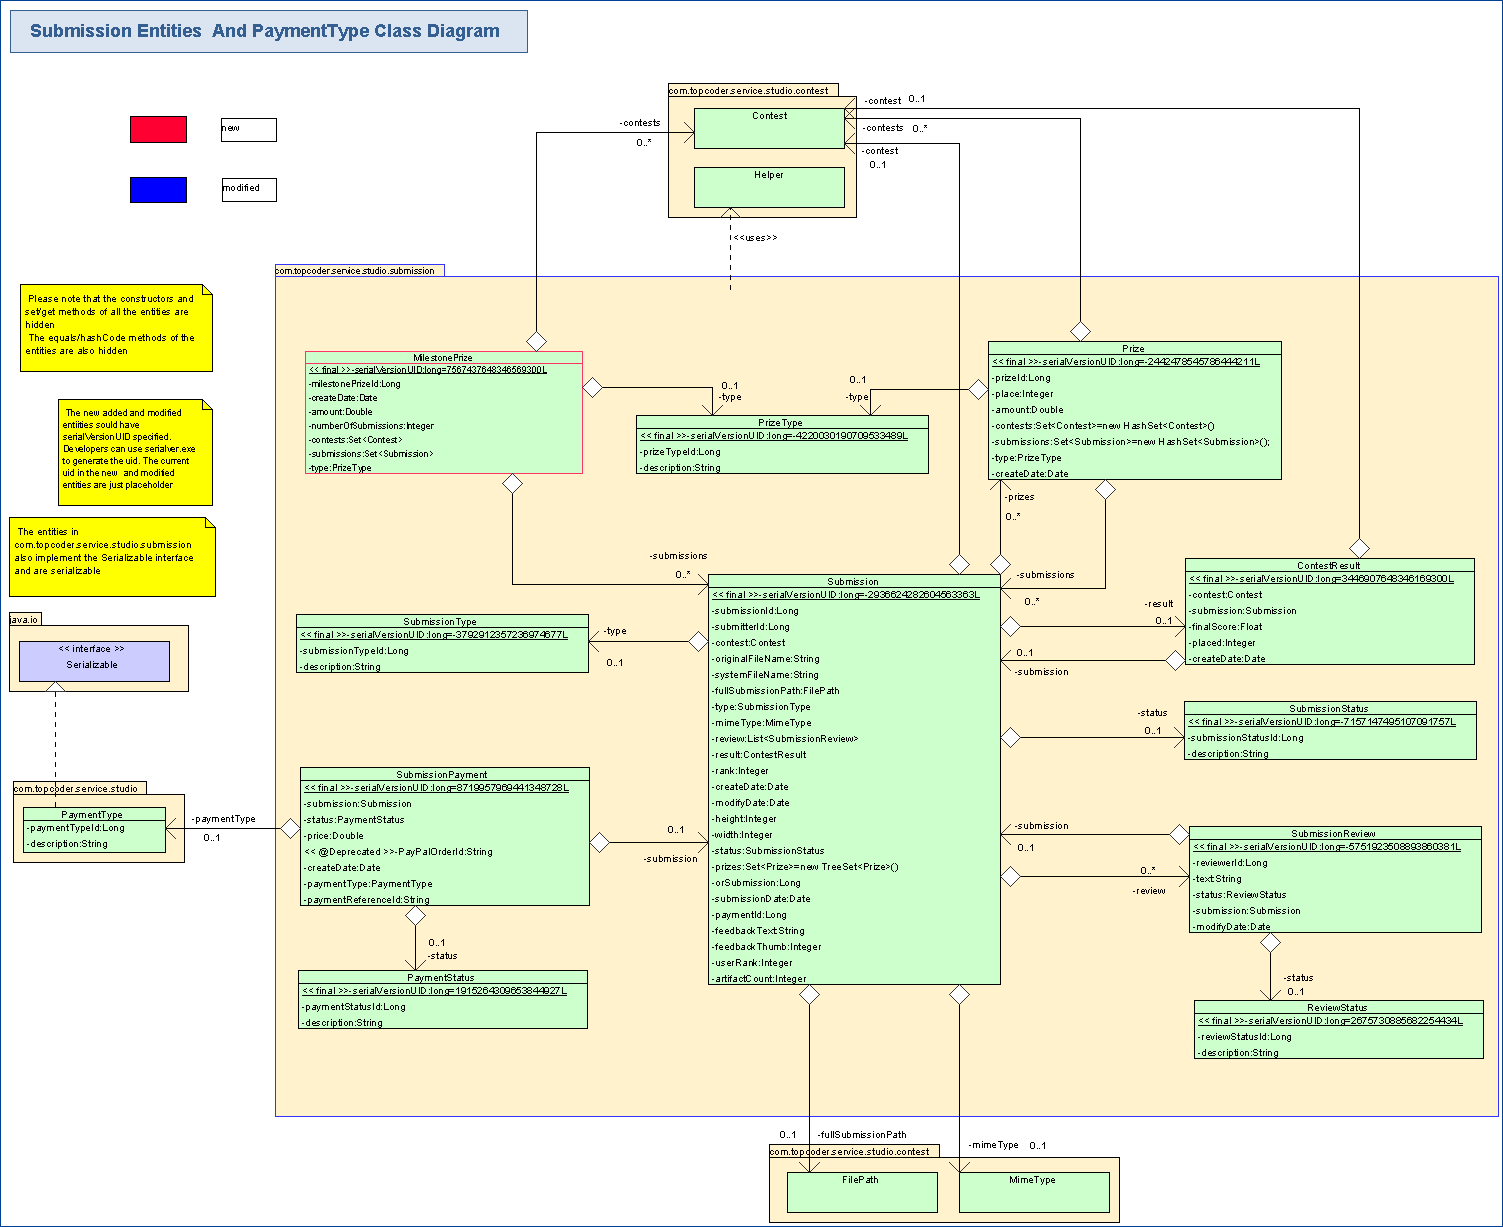 Submission Entities  And PaymentType Class Diagram
new
modified
com.topcoder.service.studio.contest
Contest
Helper
-contest 0..1
-contests 0..*
-contest
0..1
-contests
0..*
<<uses>>
com.topcoder.service.studio.submission
Please note that the constructors and
set/get methods of all the entities are
hidden
The equals/hashCode methods of the
entities are also hidden
The new added and modified
entiities sould have
serialVersionUID specified.
Developers can use serialver.exe
to generate the uid. The current
uid in the new  and modified
entities are just placeholder
The entities in
com.topcoder.service.studio.submission
also implement the Serializable interface
and are serializable
java.io
<< interface >>
Serializable
com.topcoder.service.studio
PaymentType
-paymentTypeId:Long
-description:String
-paymentType
0..1
MilestonePrize
<< final >>-serialVersionUID:long=7567437648346569300L
-milestonePrizeId:Long
-createDate:Date
-amount:Double
-numberOfSubmissions:Integer
-contests:Set<Contest>
-submissions:Set<Submission>
-type:PrizeType
0..1
-type
0..1
-type
PrizeType
<< final >>-serialVersionUID:long=-4220030190709533489L
-prizeTypeId:Long
-description:String
Prize
<< final >>-serialVersionUID:long=-2442478545786444211L
-prizeId:Long
-place:Integer
-amount:Double
-contests:Set<Contest>=new HashSet<Contest>()
-submissions:Set<Submission>=new HashSet<Submission>();
-type:PrizeType
-createDate:Date
-prizes
0..*
-submissions
0..*
-submissions
0..*
SubmissionType
<< final >>-serialVersionUID:long=-3792912357236974677L
-submissionTypeId:Long
-description:String
-type
0..1
Submission
<< final >>-serialVersionUID:long=-2936624282604563363L
-submissionId:Long
-submitterId:Long
-contest:Contest
-originalFileName:String
-systemFileName:String
-fullSubmissionPath:FilePath
-type:SubmissionType
-mimeType:MimeType
-review:List<SubmissionReview>
-result:ContestResult
-rank:Integer
-createDate:Date
-modifyDate:Date
-height:Integer
-width:Integer
-status:SubmissionStatus
-prizes:Set<Prize>=new TreeSet<Prize>()
-orSubmission:Long
-submissionDate:Date
-paymentId:Long
-feedbackText:String
-feedbackThumb:Integer
-userRank:Integer
-artifactCount:Integer
ContestResult
<< final >>-serialVersionUID:long=3446907648346169300L
-contest:Contest
-submission:Submission
-finalScore:Float
-placed:Integer
-createDate:Date
-result
0..1
0..1
-submission
SubmissionStatus
<< final >>-serialVersionUID:long=-7157147495107091757L
-submissionStatusId:Long
-description:String
-status
0..1
SubmissionPayment
<< final >>-serialVersionUID:long=8719957969441348728L
-submission:Submission
-status:PaymentStatus
-price:Double
<< @Deprecated >>-PayPalOrderId:String
-createDate:Date
-paymentType:PaymentType
-paymentReferenceId:String
0..1
-submission
0..1
-status
PaymentStatus
<< final >>-serialVersionUID:long=1915264309653844927L
-paymentStatusId:Long
-description:String
-submission
0..1
0..*
-review
SubmissionReview
<< final >>-serialVersionUID:long=-5751923508893860381L
-reviewerId:Long
-text:String
-status:ReviewStatus
-submission:Submission
-modifyDate:Date
-status
0..1
ReviewStatus
<< final >>-serialVersionUID:long=2675730885682254434L
-reviewStatusId:Long
-description:String
0..1 -fullSubmissionPath
-mimeType 0..1
com.topcoder.service.studio.contest
FilePath
MimeType